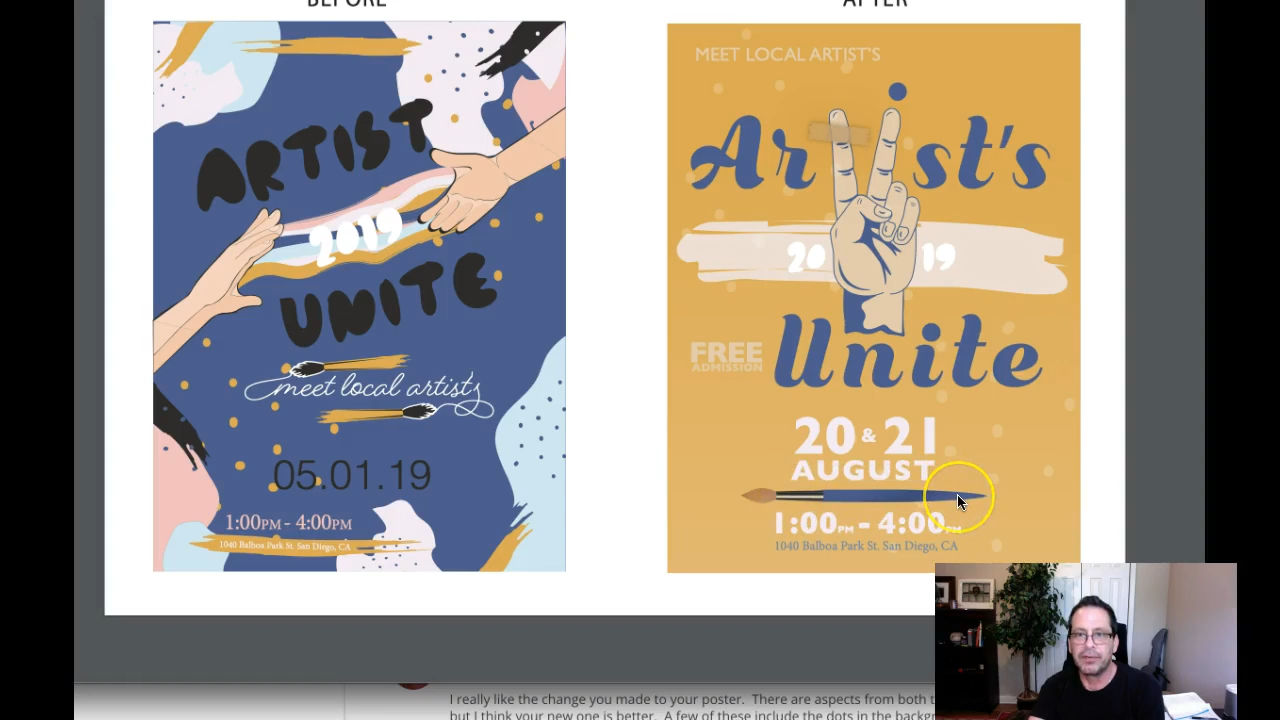 BEFORE
ARTIST
2019
UNITE
meet local artists
05.01.19
1:00PM - 4:00PM
1040 Balboa Park St. San Diego, CA
AFTER
MEET LOCAL ARTIST'S
Artist's
20 19
Unite
FREE
ADMISSION
20 & 21
AUGUST
1:00PM - 4:00PM
1040 Balboa Park St. San Diego, CA
I really like the change you made to your poster. There are aspects from both
but I think your new one is better. A few of these include the dots in the